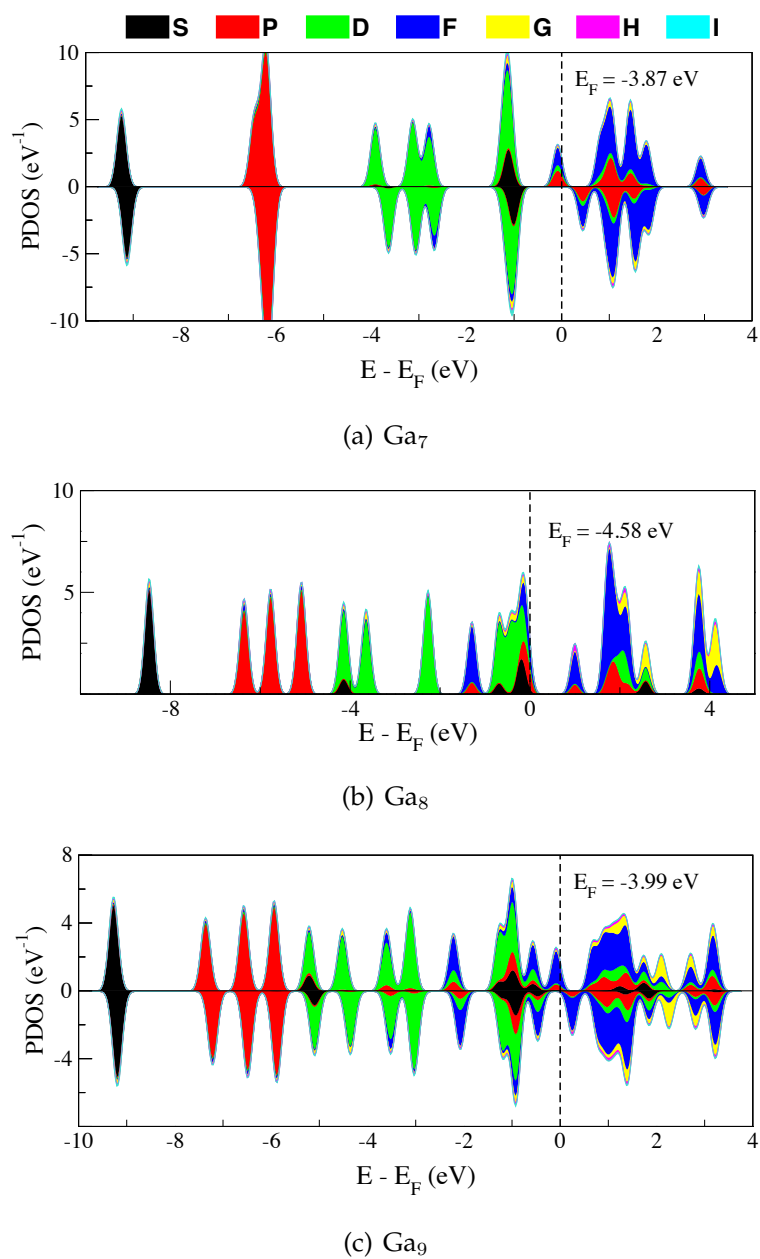 S P D F G H I
10
5
0
-5
-10
PDOS (eV⁻¹)
E_F = -3.87 eV
-8 -6 -4 -2 0 2 4
E - E_F (eV)
(a) Ga₇
10
5
PDOS (eV⁻¹)
E_F = -4.58 eV
-8 -4 0 4
E - E_F (eV)
(b) Ga₈
8
4
0
-4
PDOS (eV⁻¹)
E_F = -3.99 eV
-10 -8 -6 -4 -2 0 2 4
E - E_F (eV)
(c) Ga₉